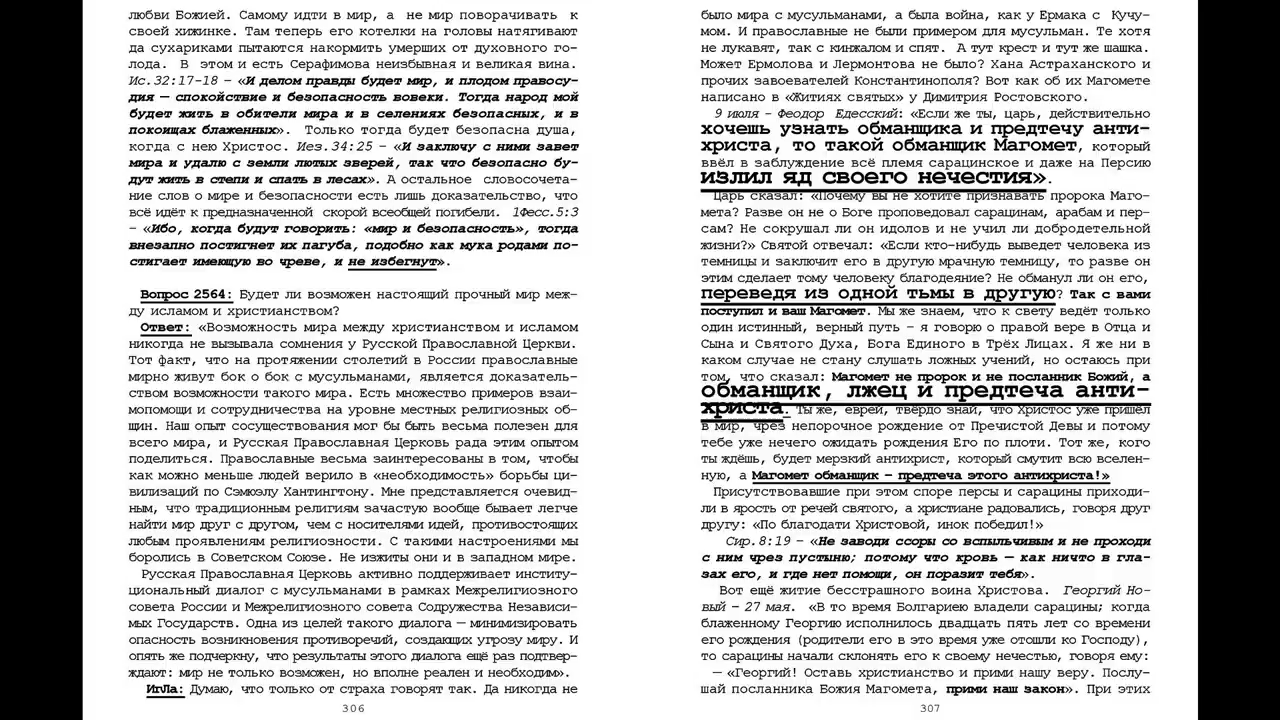 любви Божией. Самому идти в мир, а не мир поворачивать к
своей хижинке. Там теперь его котелки на головы натягивают
да сухариками пытаются накормить умерших от духовного го-
лода. В этом и есть Серафимова неизбывная и великая вина.
Ис.32:17-18 – «И делом правды будет мир, и плодом правосу-
дия — спокойствие и безопасность вовеки. Тогда народ мой
будет жить в обители мира и в селениях безопасных, и в
покоищах блаженных». Только тогда будет безопасна душа,
когда с нею Христос. Иез.34:25 – «И заключу с ними завет
мира и удалю с земли лютых зверей, так что безопасно бу-
дут жить в степи и спать в лесах». А остальное словосочета-
ние слов о мире и безопасности есть лишь доказательство, что
всё идёт к предназначенной скорой всеобщей погибели. 1Фесс.5:3
– «Ибо, когда будут говорить: «мир и безопасность», тогда
внезапно постигнет их пагуба, подобно как мука родами по-
стигает имеющую во чреве, и не избегнут».
Вопрос 2564: Будет ли возможен настоящий прочный мир меж-
ду исламом и христианством?
Ответ: «Возможность мира между христианством и исламом
никогда не вызывала сомнения у Русской Православной Церкви.
Тот факт, что на протяжении столетий в России православные
мирно живут бок о бок с мусульманами, является доказатель-
ством возможности такого мира. Есть множество примеров взаи-
мопомощи и сотрудничества на уровне местных религиозных об-
щин. Наш опыт сосуществования мог бы быть весьма полезен для
всего мира, и Русская Православная Церковь рада этим опытом
поделиться. Православные весьма заинтересованы в том, чтобы
как можно меньше людей верило в «необходимость» борьбы ци-
вилизаций по Сэмюэлу Хантингтону. Мне представляется очевид-
ным, что традиционным религиям зачастую вообще бывает легче
найти мир друг с другом, чем с носителями идей, противостоящих
любым проявлениям религиозности. С такими настроениями мы
боролись в Советском Союзе. Не изжиты они и в западном мире.
Русская Православная Церковь активно поддерживает институ-
циональный диалог с мусульманами в рамках Межрелигиозного
совета России и Межрелигиозного совета Содружества Независи-
мых Государств. Одна из целей такого диалога — минимизировать
опасность возникновения противоречий, создающих угрозу миру. И
опять же подчеркну, что результаты этого диалога ещё раз подтвер-
ждают: мир не только возможен, но вполне реален и необходим».
ИгЛа: Думаю, что только от страха говорят так. Да никогда не
306
было мира с мусульманами, а была война, как у Ермака с Кучу-
мом. И православные не были примером для мусульман. Те хотя
не лукавят, так с кинжалом и спят. А тут крест и тут же шашка.
Может Ермолова и Лермонтова не было? Хана Астраханского и
прочих завоевателей Константинополя? Вот как об их Магомете
написано в «Житиях святых» у Димитрия Ростовского.
9 июля – Феодор Едесский: «Если же ты, царь, действительно
хочешь узнать обманщика и предтечу анти-
христа, то такой обманщик Магомет, который
ввёл в заблуждение всё племя сарацинское и даже на Персию
излил яд своего нечестия».
Царь сказал: «Почему вы не хотите признавать пророка Маго-
мета? Разве он не о Боге проповедовал сарацинам, арабам и пер-
сам? Не сокрушал ли он идолов и не учил ли добродетельной
жизни?» Святой отвечал: «Если кто-нибудь выведет человека из
темницы и заключит его в другую мрачную темницу, то разве он
этим сделает тому человеку благодеяние? Не обманул ли он его,
переведя из одной тьмы в другую? Так с вами
поступил и ваш Магомет. Мы же знаем, что к свету ведёт только
один истинный, верный путь – я говорю о правой вере в Отца и
Сына и Святого Духа, Бога Единого в Трёх Лицах. Я же ни в
каком случае не стану слушать ложных учений, но остаюсь при
том, что сказал: Магомет не пророк и не посланник Божий, а
обманщик, лжец и предтеча анти-
христа. Ты же, еврей, твёрдо знай, что Христос уже пришёл
в мир, чрез непорочное рождение от Пречистой Девы и потому
тебе уже нечего ожидать рождения Его по плоти. Тот же, кого
ты ждёшь, будет мерзкий антихрист, который смутит всю вселен-
ную, а Магомет обманщик – предтеча этого антихриста!»
Присутствовавшие при этом споре персы и сарацины приходи-
ли в ярость от речей святого, а христиане радовались, говоря друг
другу: «По благодати Христовой, инок победил!»
Сир.8:19 – «Не заводи ссоры со вспыльчивым и не проходи
с ним чрез пустыню; потому что кровь — как ничто в гла-
зах его, и где нет помощи, он поразит тебя».
Вот ещё житие бесстрашного воина Христова. Георгий Но-
вый – 27 мая. «В то время Болгариею владели сарацины; когда
блаженному Георгию исполнилось двадцать пять лет со времени
его рождения (родители его в это время уже отошли ко Господу),
то сарацины начали склонять его к своему нечестью, говоря ему:
— «Георгий! Оставь христианство и прими нашу веру. Послу-
шай посланника Божия Магомета, прими наш закон». При этих
307